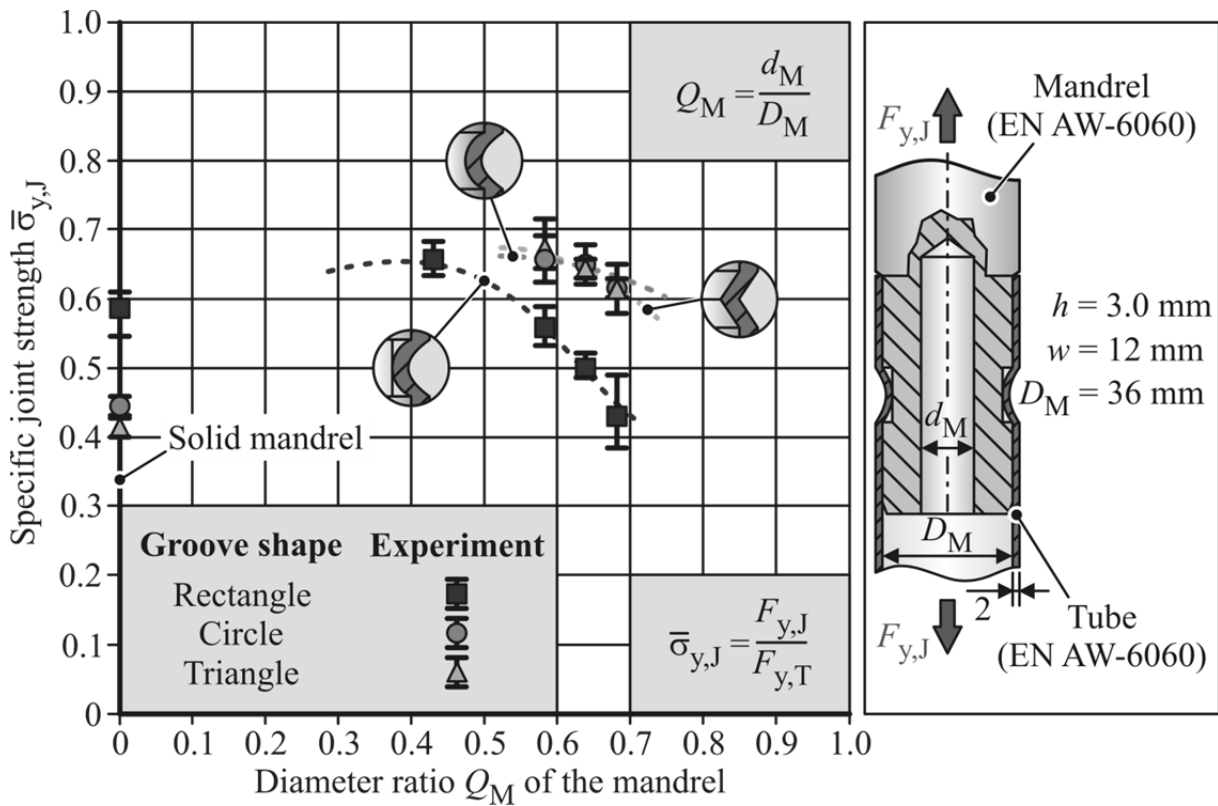 Specific joint strength σ̅y,J
1.0
0.9
0.8
0.7
0.6
0.5
0.4
0.3
0.2
0.1
0
QM = dM/DM
Solid mandrel
Groove shape Experiment
Rectangle
Circle
Triangle
σ̅y,J = Fy,J/Fy,T
0 0.1 0.2 0.3 0.4 0.5 0.6 0.7 0.8 0.9 1.0
Diameter ratio QM of the mandrel
Fy,J
Mandrel
(EN AW-6060)
h = 3.0 mm
w = 12 mm
DM = 36 mm
dM
DM
2
Tube
(EN AW-6060)
Fy,J